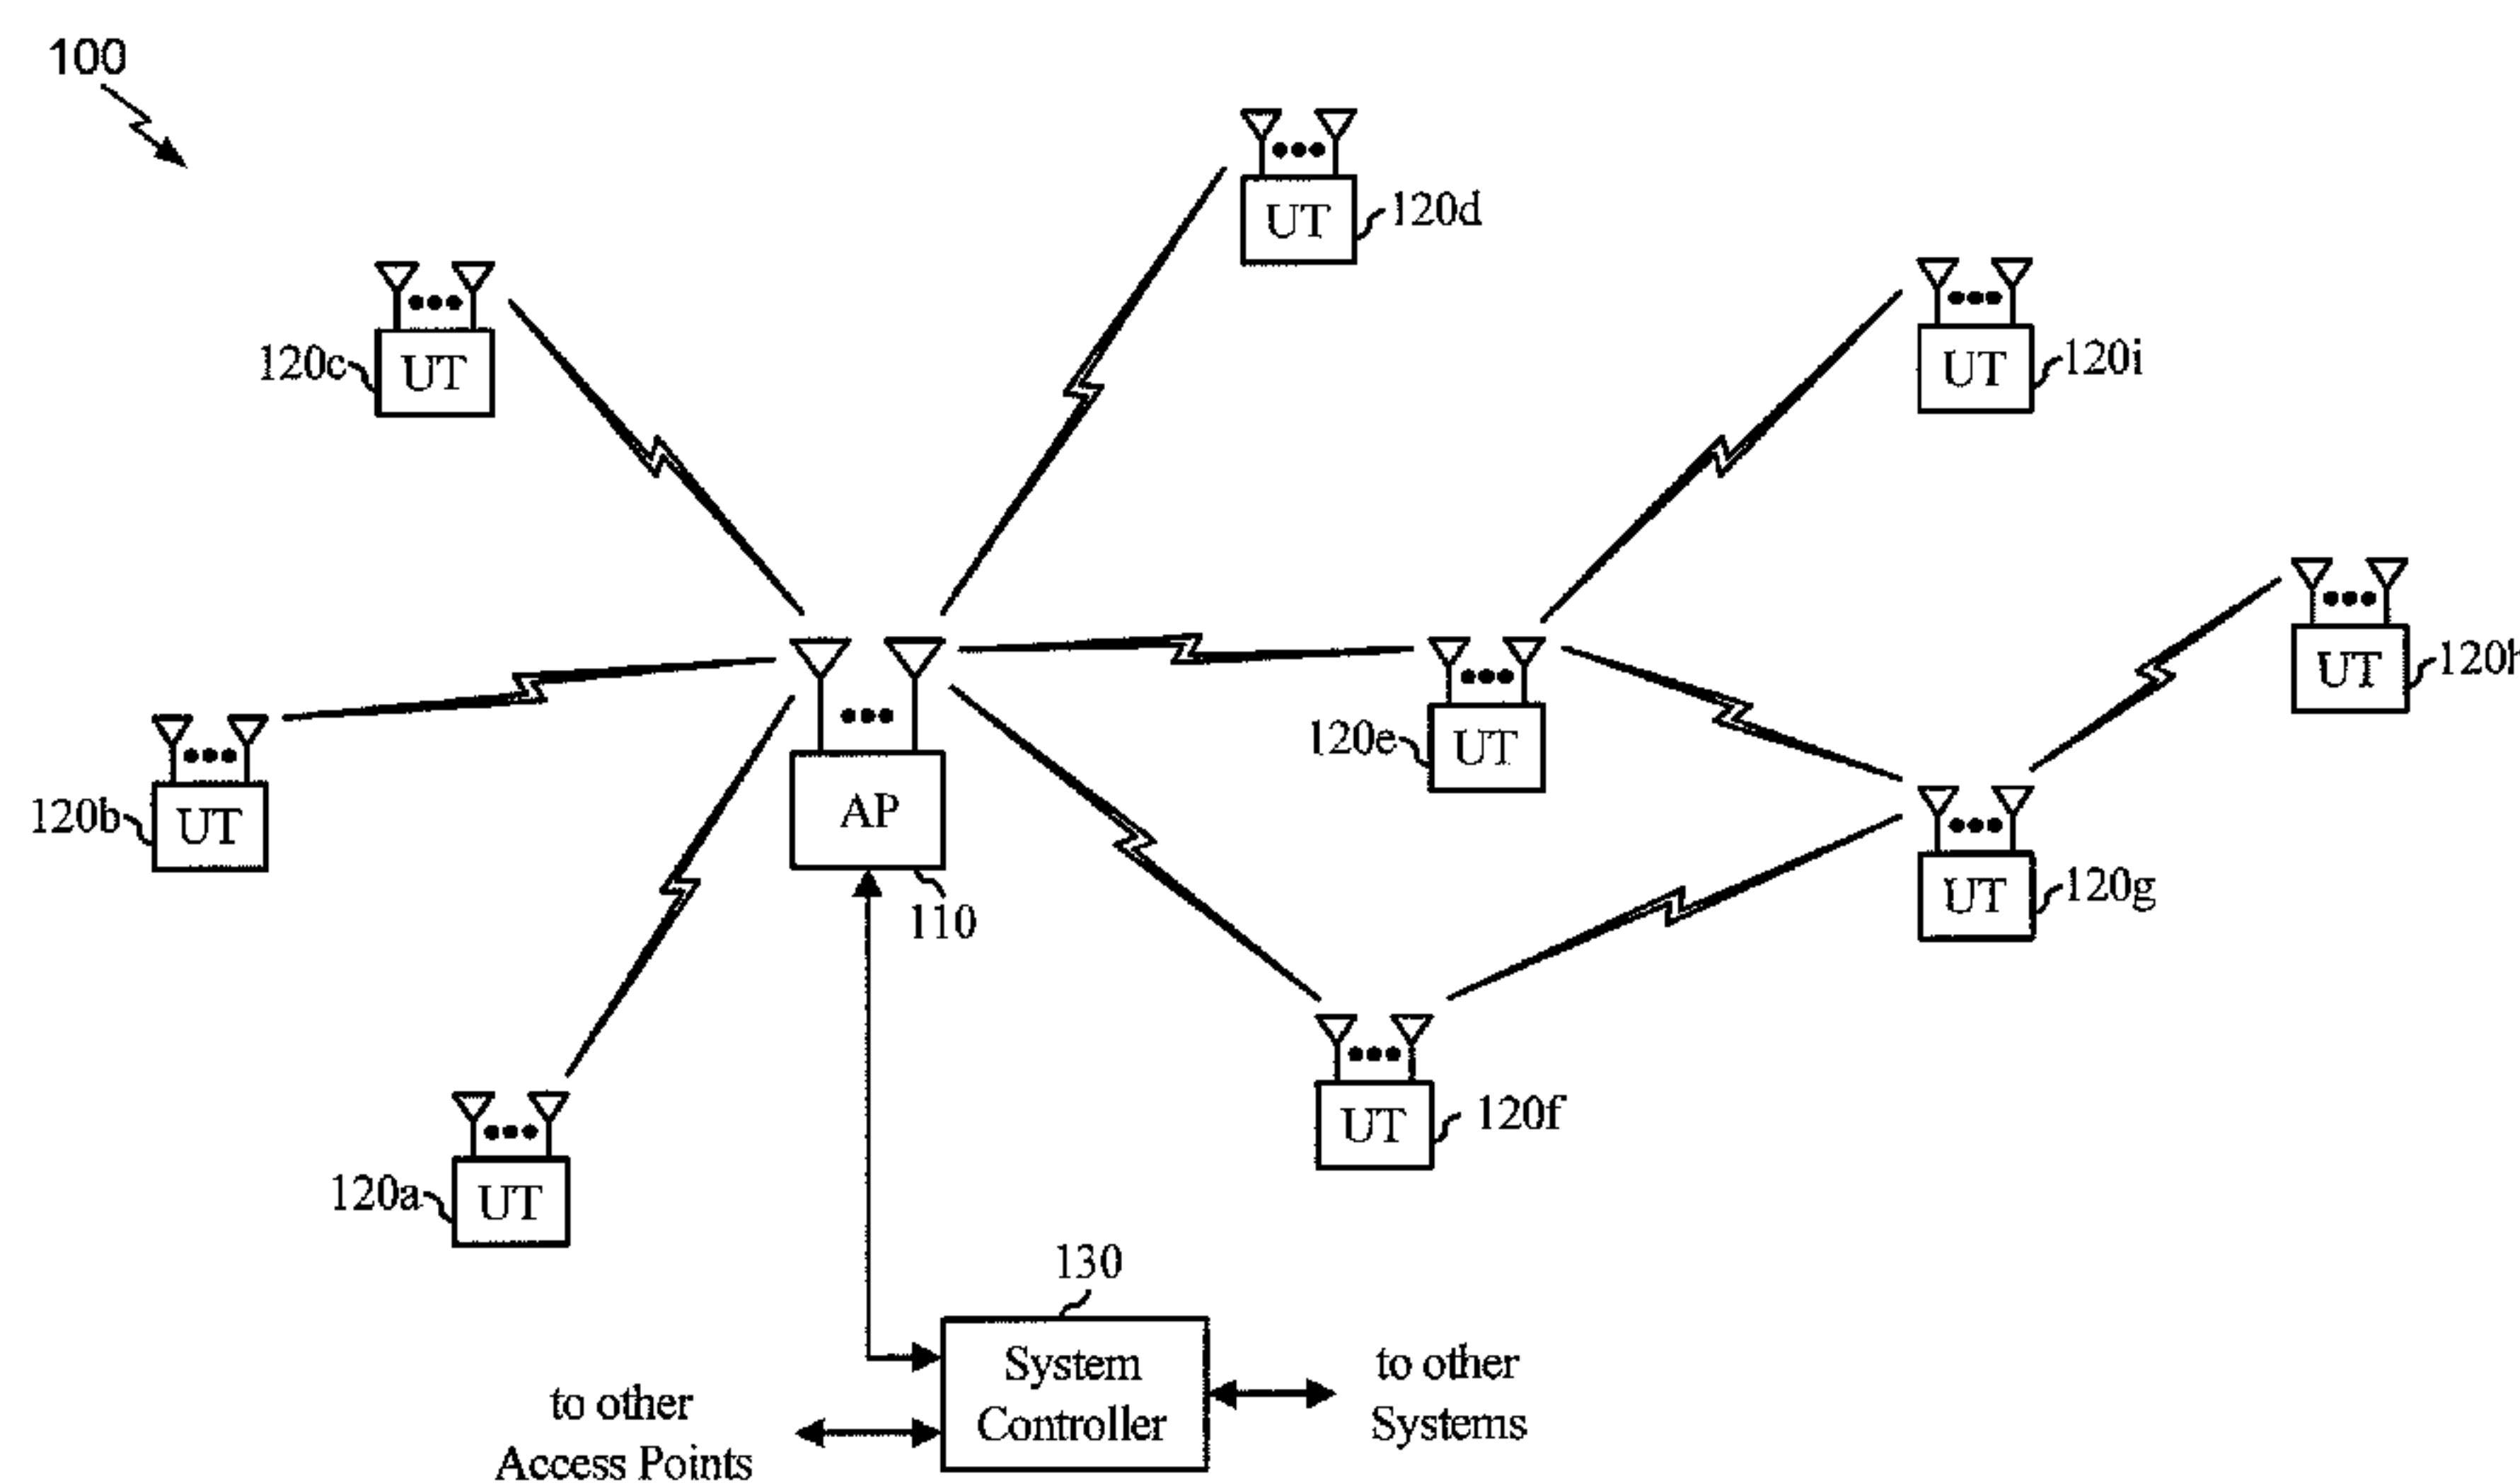 100
UT
120d
UT
120c
UT
120i
UT
120e
UT
120b
UT
AP
110
UT
120g
UT
120f
UT
120a
130
System
Controller
to other
Access Points
to other
Systems